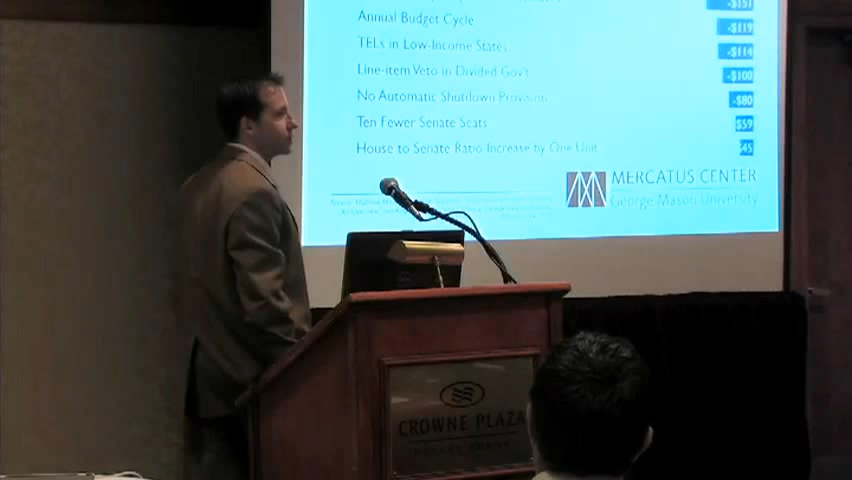 -$151
Annual Budget Cycle -$119
TELs in Low-Income States -$114
Line-item Veto in Divided Gov't -$100
No Automatic Shutdown Provision -$80
Ten Fewer Senate Seats $59
House to Senate Ratio Increase by One Unit $45
MERCATUS CENTER
George Mason University
CROWNE PLAZA